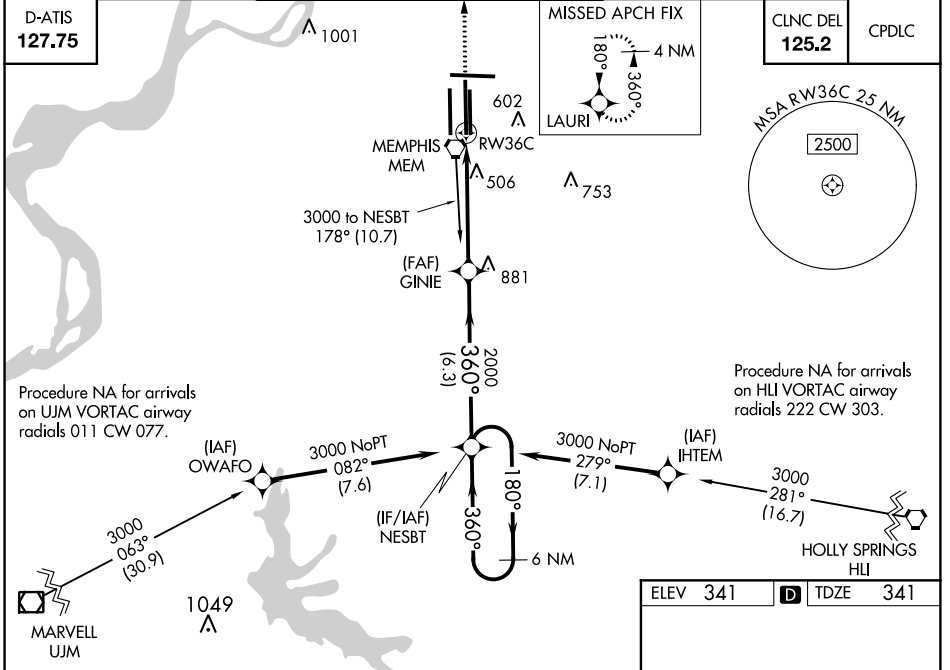 D-ATIS
127.75
1001
MISSED APCH FIX
180°
360°
4 NM
LAURI
CLNC DEL
125.2
CPDLC
MSA RW36C 25 NM
2500
602
MEMPHIS
MEM
RW36C
506
753
3000 to NESBT
178° (10.7)
(FAF)
GINIE
881
2000
360°
(6.3)
Procedure NA for arrivals
on UJM VORTAC airway
radials 011 CW 077.
Procedure NA for arrivals
on HLI VORTAC airway
radials 222 CW 303.
(IAF)
OWAFO
3000 NoPT
082°
(7.6)
3000 NoPT
279°
(7.1)
(IAF)
IHTEM
3000
281°
(16.7)
(IF/IAF)
NESBT
360°
180°
6 NM
3000
063°
(30.9)
HOLLY SPRINGS
HLI
MARVELL
UJM
1049
ELEV 341
D
TDZE 341